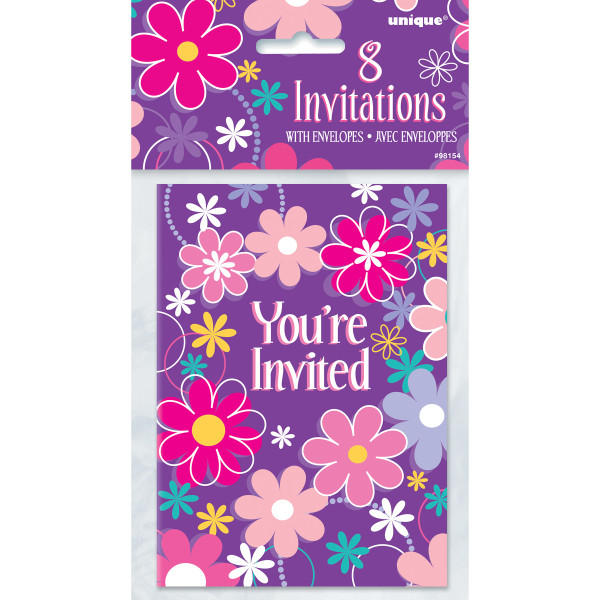 unique®
8
Invitations
WITH ENVELOPES • AVEC ENVELOPPES
#98154
You're
Invited